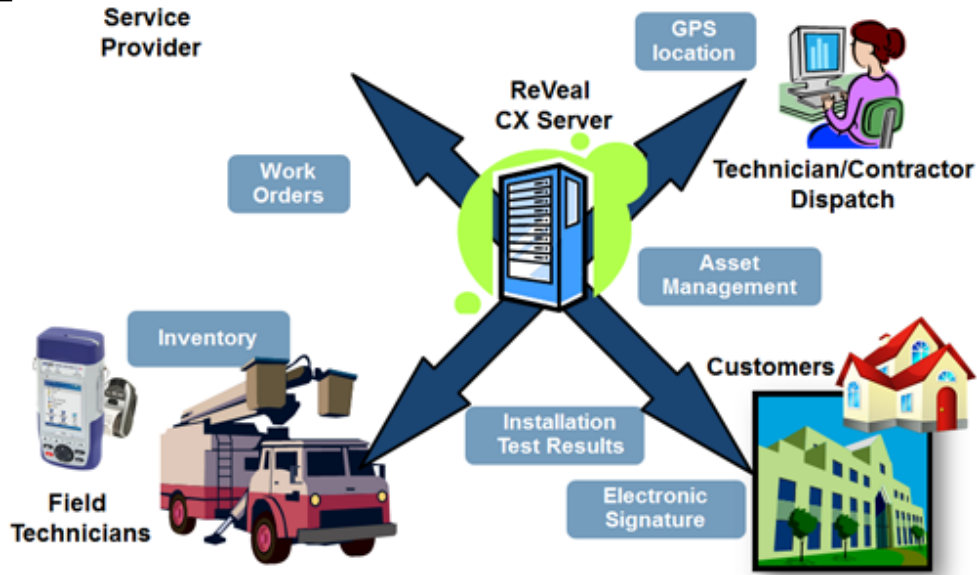 Service
Provider
GPS
location
ReVeal
CX Server
Technician/Contractor
Dispatch
Work
Orders
Asset
Management
Inventory
Customers
Installation
Test Results
Field
Technicians
Electronic
Signature